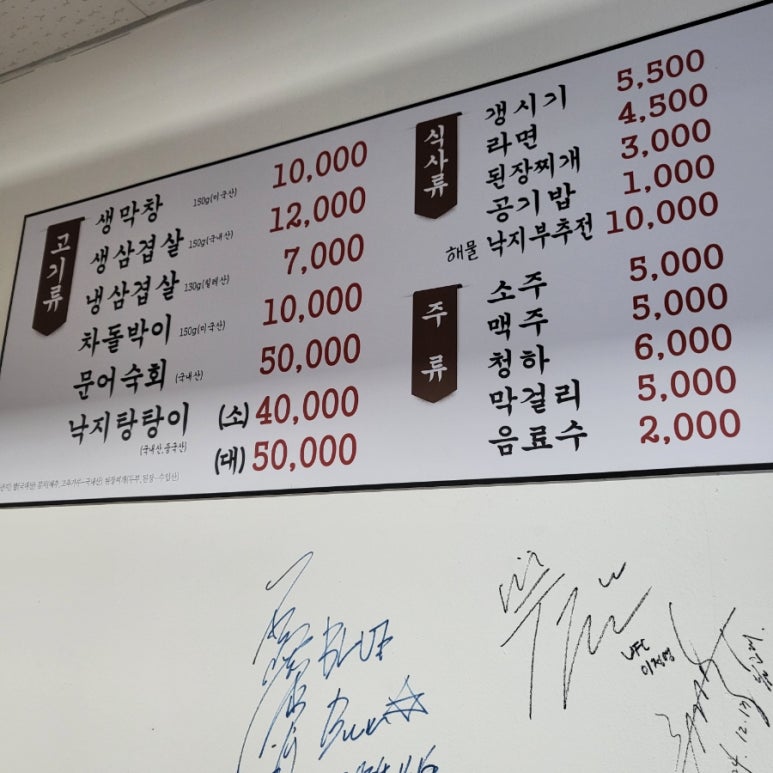 고기류
생막창 130g(미국산) 10,000
생삼겹살 150g(국내산) 12,000
냉삼겹살 130g(칠레산) 7,000
차돌박이 150g(미국산) 10,000
문어숙회 (국내산) 50,000
낙지탕탕이 (소) 40,000
(국내산,중국산) (대) 50,000
식사류
갱시기 5,500
라면 4,500
된장찌개 3,000
공기밥 1,000
해물 낙지부추전 10,000
주류
소주 5,000
맥주 5,000
청하 6,000
막걸리 5,000
음료수 2,000
UFC
이정영